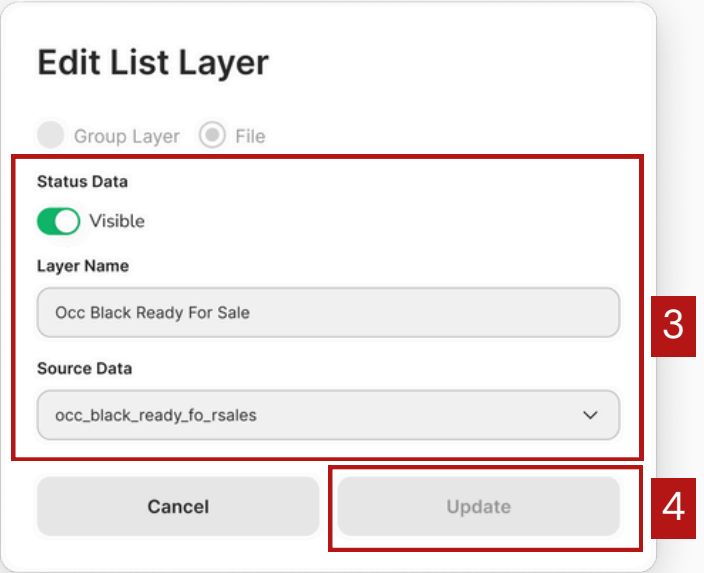 Edit List Layer
Group Layer File
Status Data
Visible
Layer Name
Occ Black Ready For Sale
3
Source Data
occ_black_ready_fo_rsales
Cancel Update
4